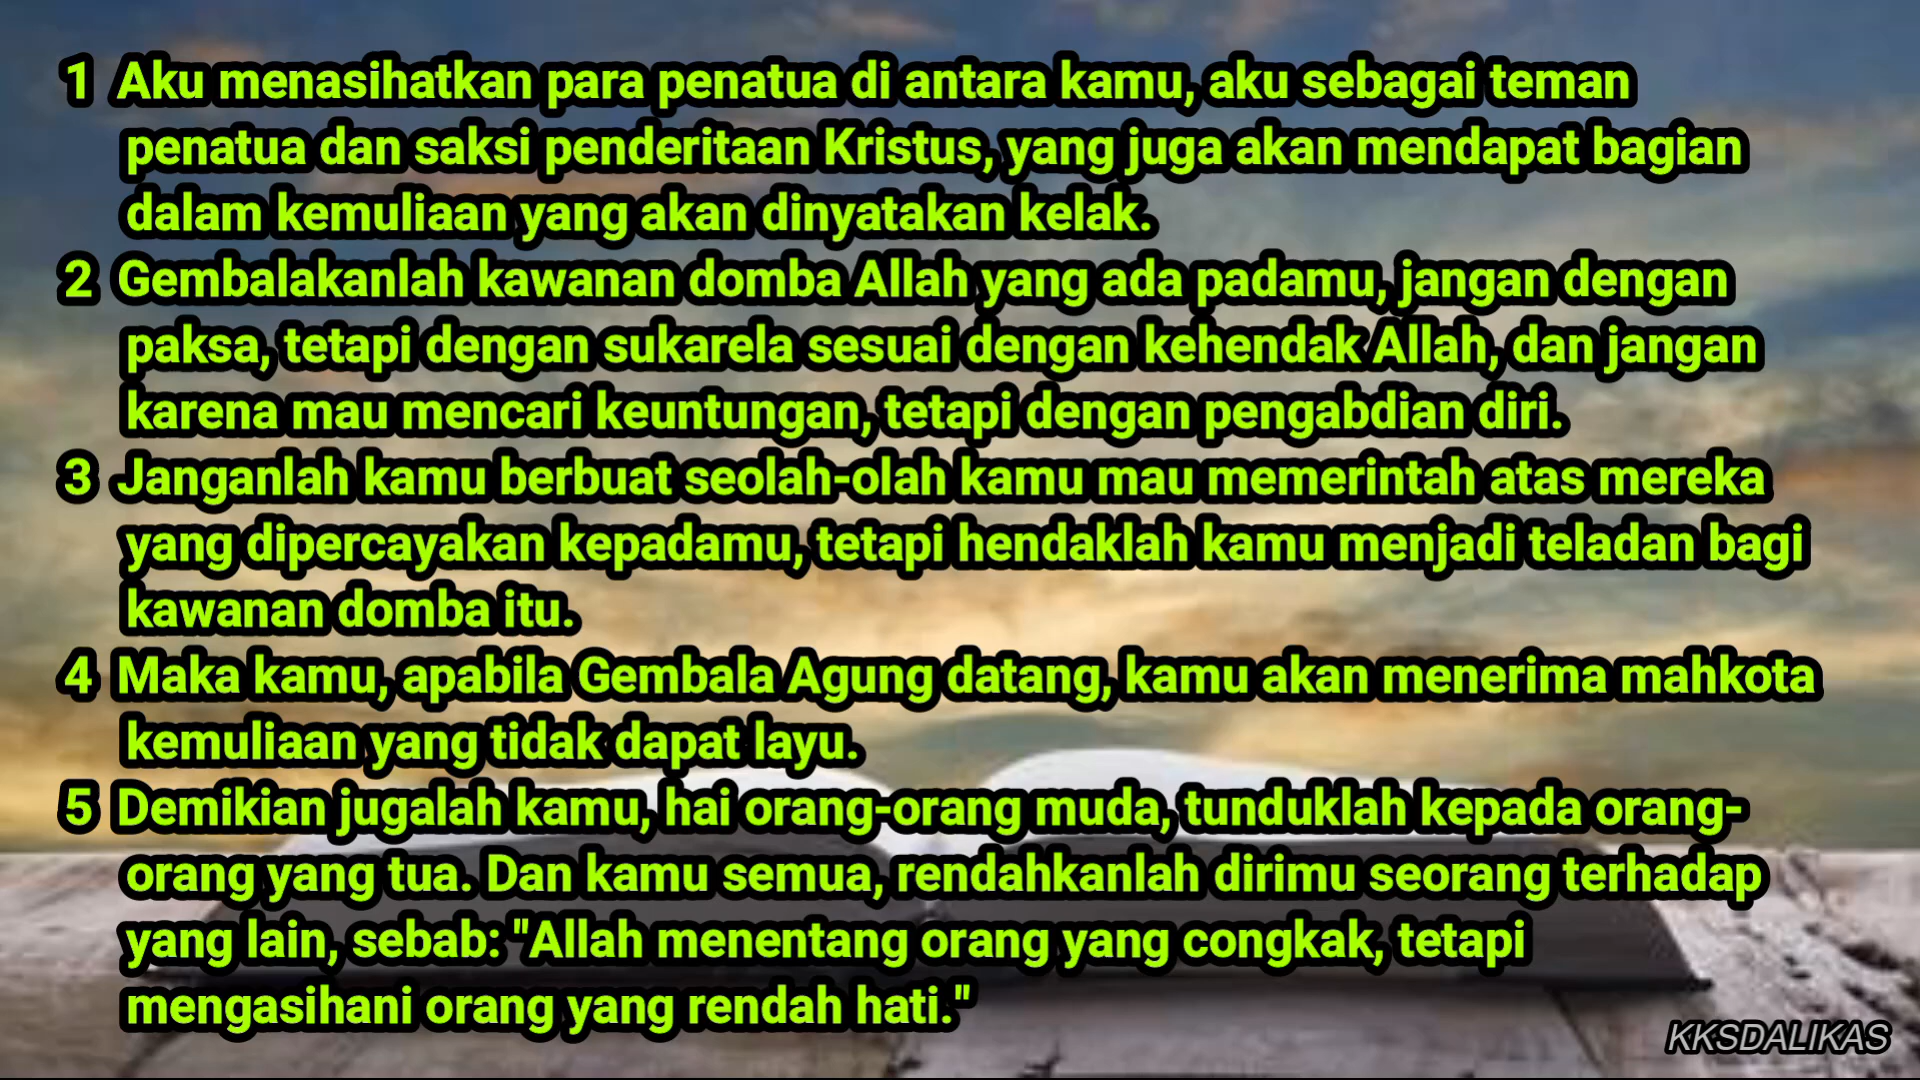 1 Aku menasihatkan para penatua di antara kamu, aku sebagai teman
penatua dan saksi penderitaan Kristus, yang juga akan mendapat bagian
dalam kemuliaan yang akan dinyatakan kelak.
2 Gembalakanlah kawanan domba Allah yang ada padamu, jangan dengan
paksa, tetapi dengan sukarela sesuai dengan kehendak Allah, dan jangan
karena mau mencari keuntungan, tetapi dengan pengabdian diri.
3 Janganlah kamu berbuat seolah-olah kamu mau memerintah atas mereka
yang dipercayakan kepadamu, tetapi hendaklah kamu menjadi teladan bagi
kawanan domba itu.
4 Maka kamu, apabila Gembala Agung datang, kamu akan menerima mahkota
kemuliaan yang tidak dapat layu.
5 Demikian jugalah kamu, hai orang-orang muda, tunduklah kepada orang-
orang yang tua. Dan kamu semua, rendahkanlah dirimu seorang terhadap
yang lain, sebab: "Allah menentang orang yang congkak, tetapi
mengasihani orang yang rendah hati."
KKSDALIKAS